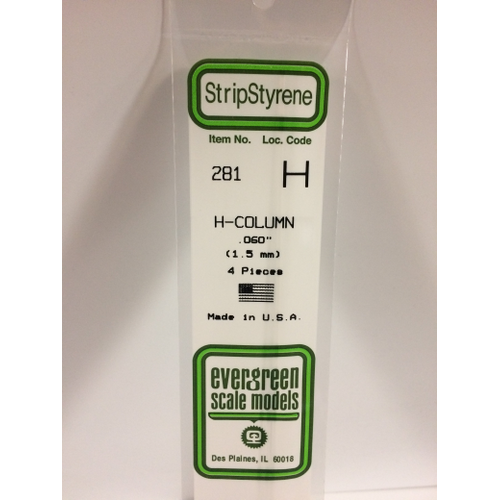 StripStyrene
Item No. Loc. Code
281 H
H-COLUMN
.060"
(1.5 mm)
4 Pieces
Made in U.S.A.
evergreen
scale models
Des Plaines, IL 60018